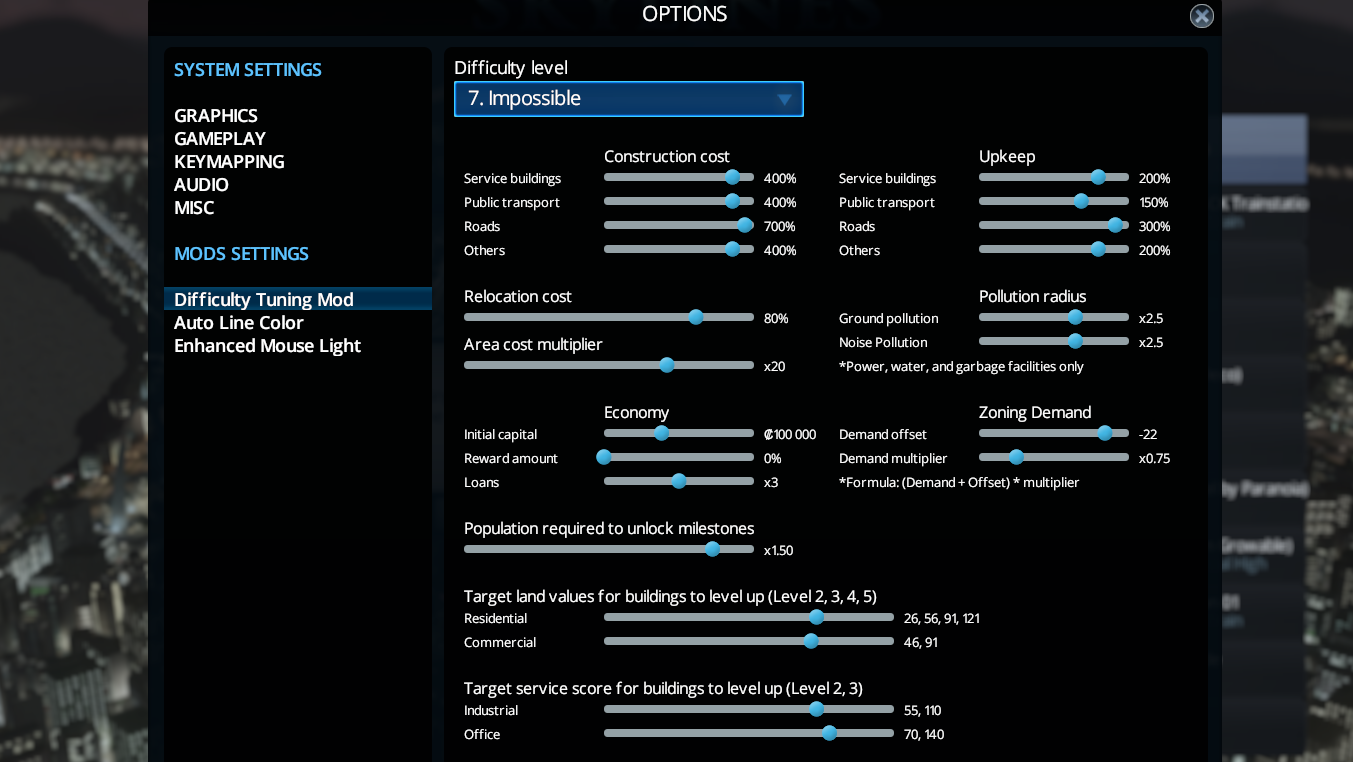 OPTIONS
SYSTEM SETTINGS
GRAPHICS
GAMEPLAY
KEYMAPPING
AUDIO
MISC
MODS SETTINGS
Difficulty Tuning Mod
Auto Line Color
Enhanced Mouse Light
Difficulty level
7. Impossible
Construction cost
Service buildings 400%
Public transport 400%
Roads 700%
Others 400%
Upkeep
Service buildings 200%
Public transport 150%
Roads 300%
Others 200%
Relocation cost
80%
Area cost multiplier
x20
Pollution radius
Ground pollution x2.5
Noise Pollution x2.5
*Power, water, and garbage facilities only
Economy
Initial capital ₡100 000
Reward amount 0%
Loans x3
Zoning Demand
Demand offset -22
Demand multiplier x0.75
*Formula: (Demand + Offset) * multiplier
Population required to unlock milestones
x1.50
Target land values for buildings to level up (Level 2, 3, 4, 5)
Residential 26, 56, 91, 121
Commercial 46, 91
Target service score for buildings to level up (Level 2, 3)
Industrial 55, 110
Office 70, 140